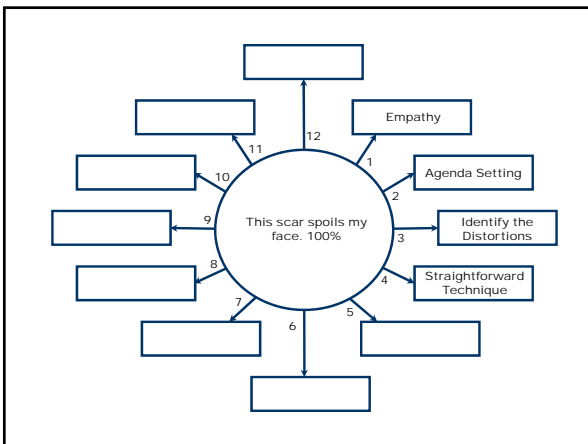 12
11
Empathy
1
10
Agenda Setting
2
9
This scar spoils my
face. 100%
3
Identify the
Distortions
8
4
Straightforward
Technique
7
5
6